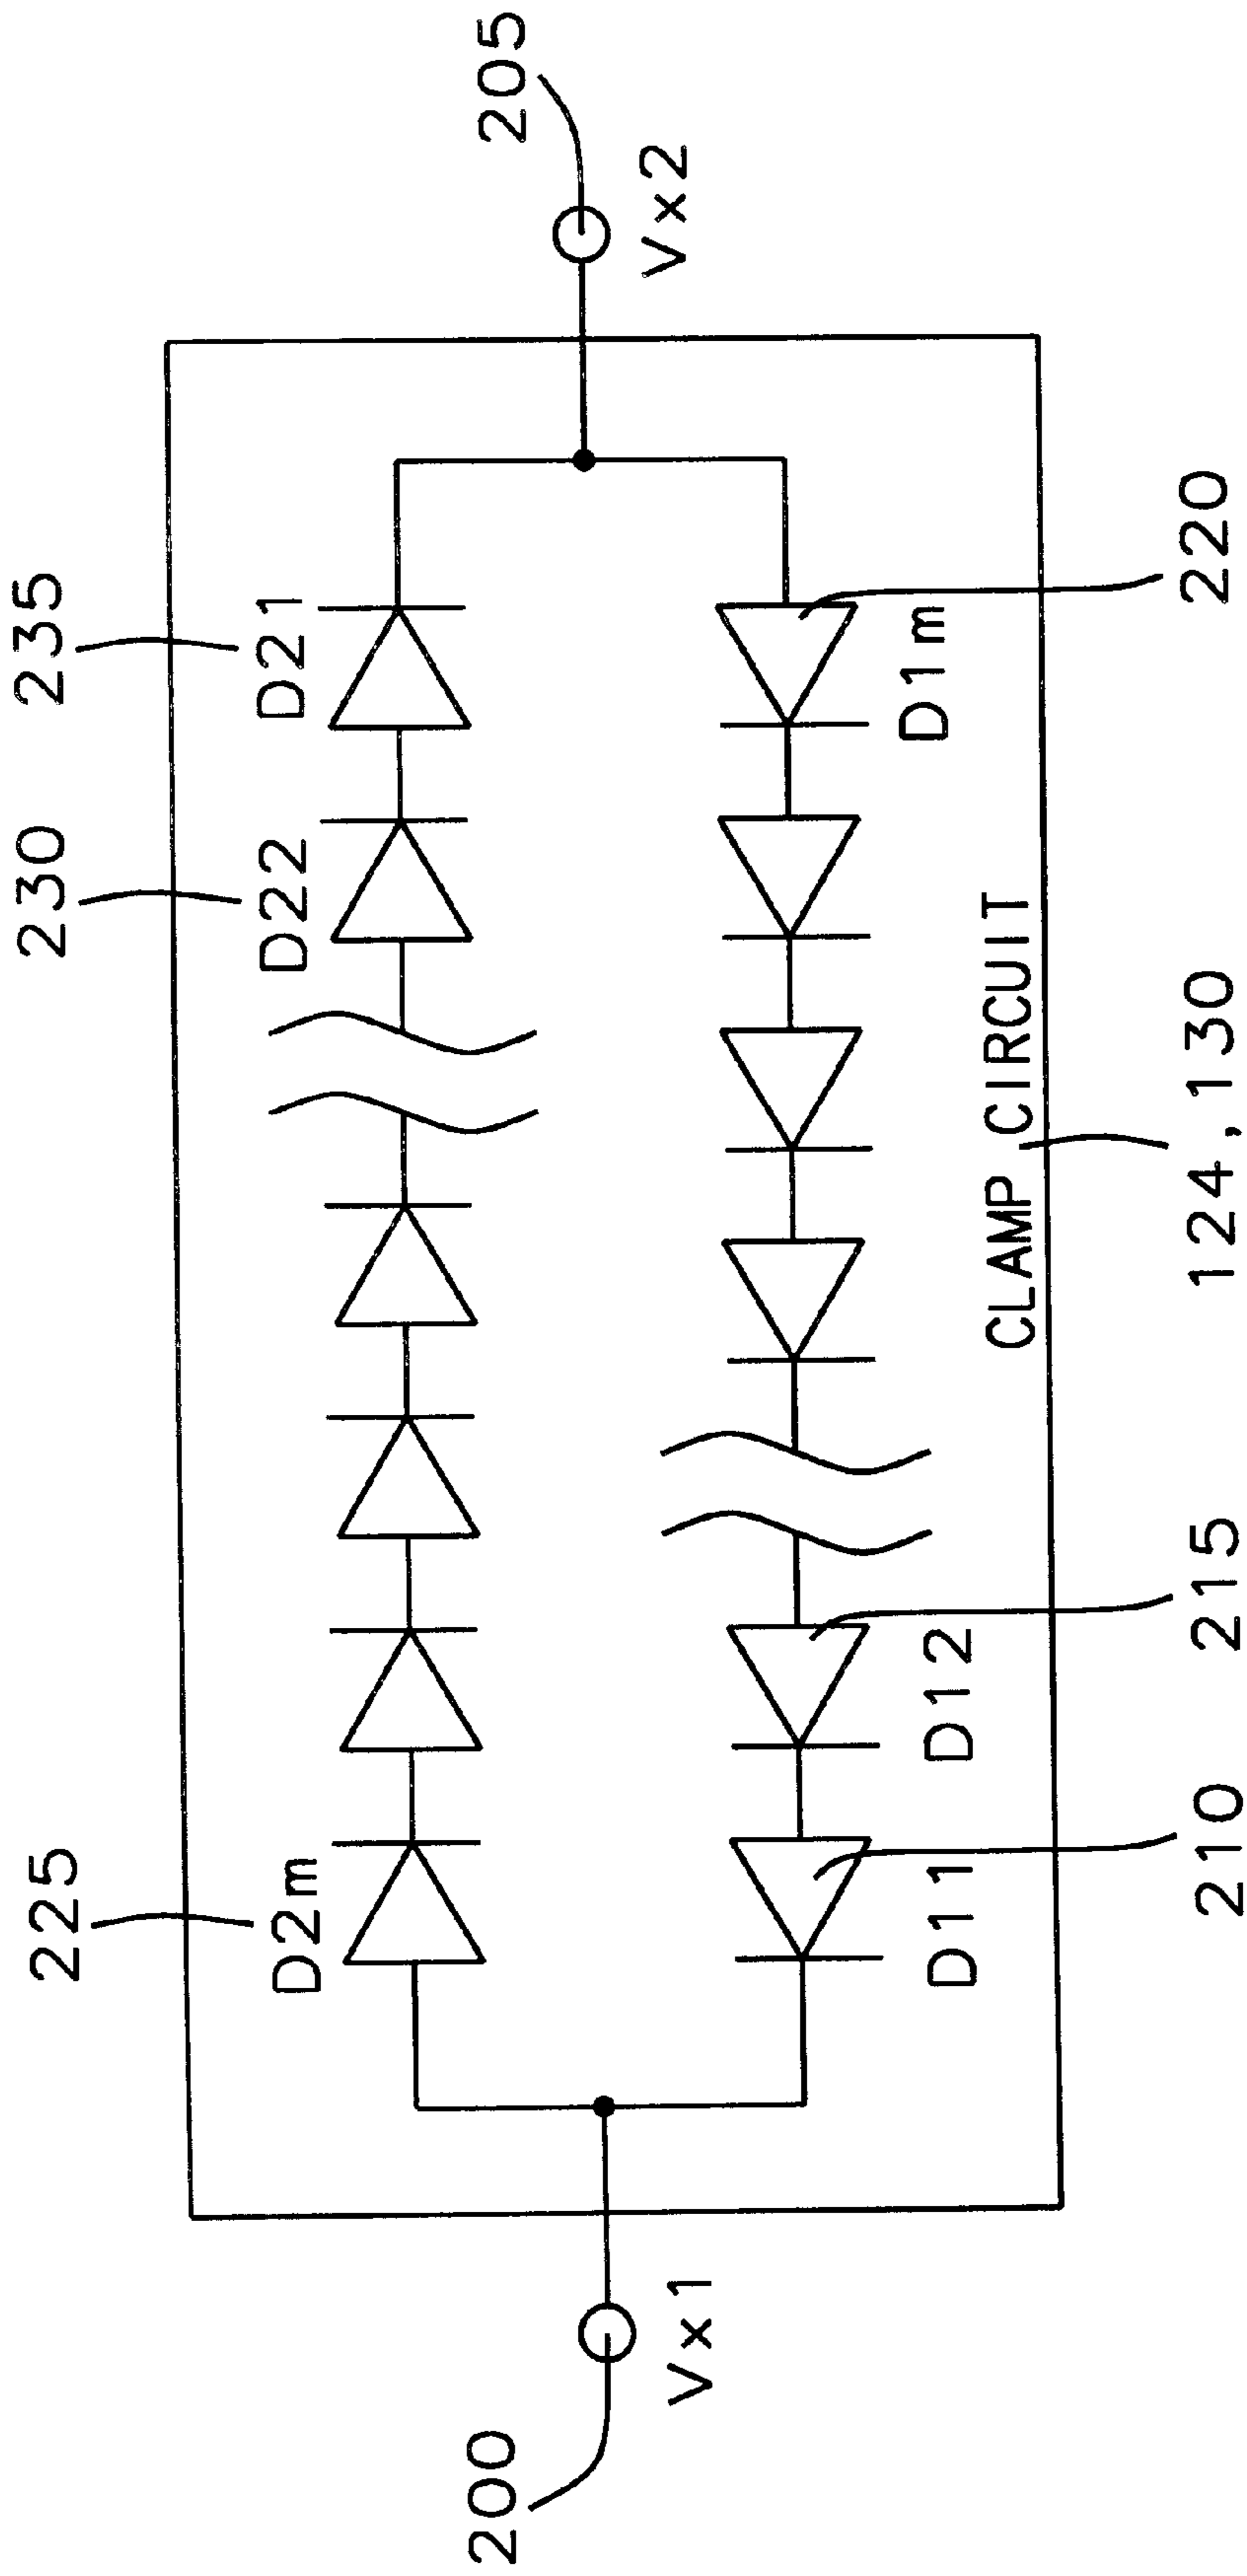 225
230
235
D2m
D22
D21
200
Vx1
205
Vx2
D11
D12
D1m
CLAMP CIRCUIT
210
215
124,130
220